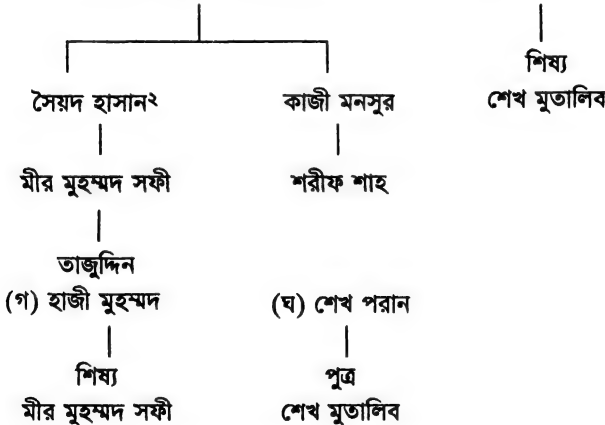 শিষ্য
সৈয়দ হাসান২ কাজী মনসুর শেখ মুতালিব
মীর মুহম্মদ সফী শরীফ শাহ
তাজুদ্দিন
(গ) হাজী মুহম্মদ (ঘ) শেখ পরান
শিষ্য পুত্র
মীর মুহম্মদ সফী শেখ মুতালিব